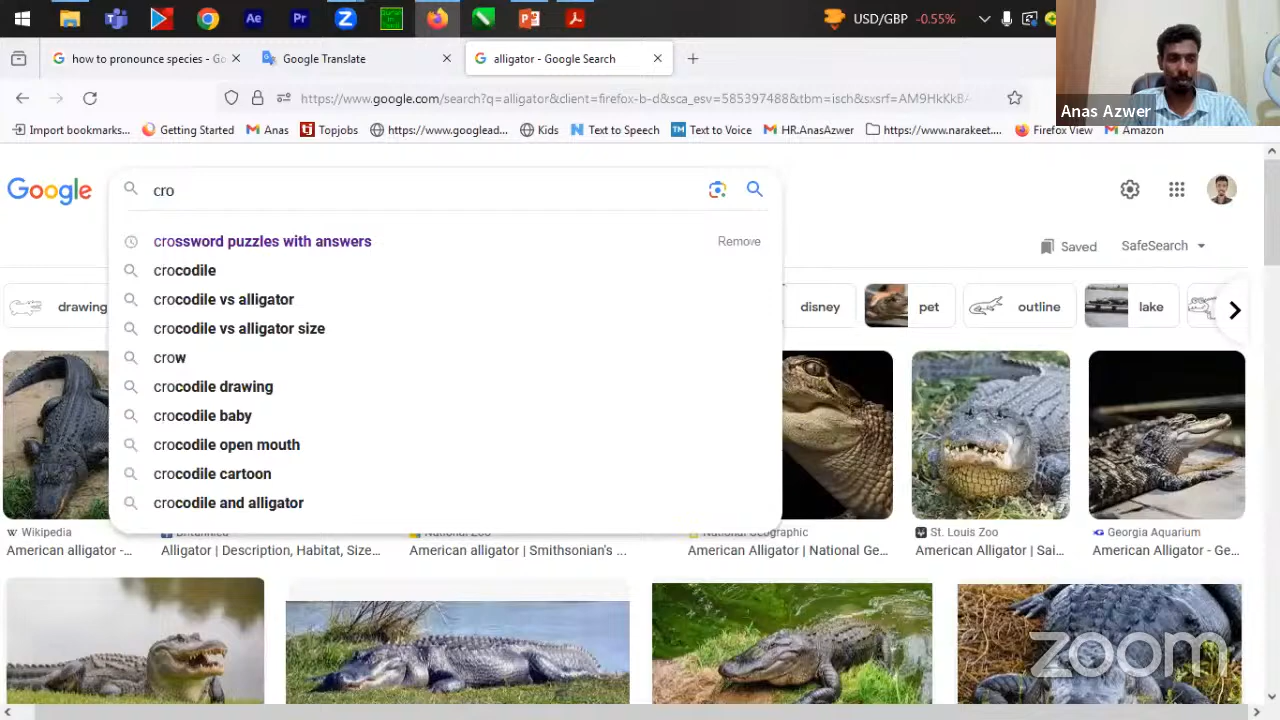 USD/GBP -0.55%
how to pronounce species - Go
Google Translate
alligator - Google Search
https://www.google.com/search?q=alligator&client=firefox-b-d&sca_esv=585397488&tbm=isch&sxsrf=AM9HkKkBA
Anas Azwer
Import bookmarks...
Getting Started
Anas
Topjobs
https://www.googlead...
Kids
Text to Speech
Text to Voice
HR.AnasAzwer
https://www.narakeet....
Firefox View
Amazon
Google
cro
crossword puzzles with answers
Remove
crocodile
crocodile vs alligator
crocodile vs alligator size
crow
crocodile drawing
crocodile baby
crocodile open mouth
crocodile cartoon
crocodile and alligator
Saved
SafeSearch
drawing
disney
pet
outline
lake
Wikipedia
American alligator -...
Britannica
Alligator | Description, Habitat, Size...
National Zoo
American alligator | Smithsonian's ...
National Geographic
American Alligator | National Ge...
St. Louis Zoo
American Alligator | Sai...
Georgia Aquarium
American Alligator - Ge...
zoom